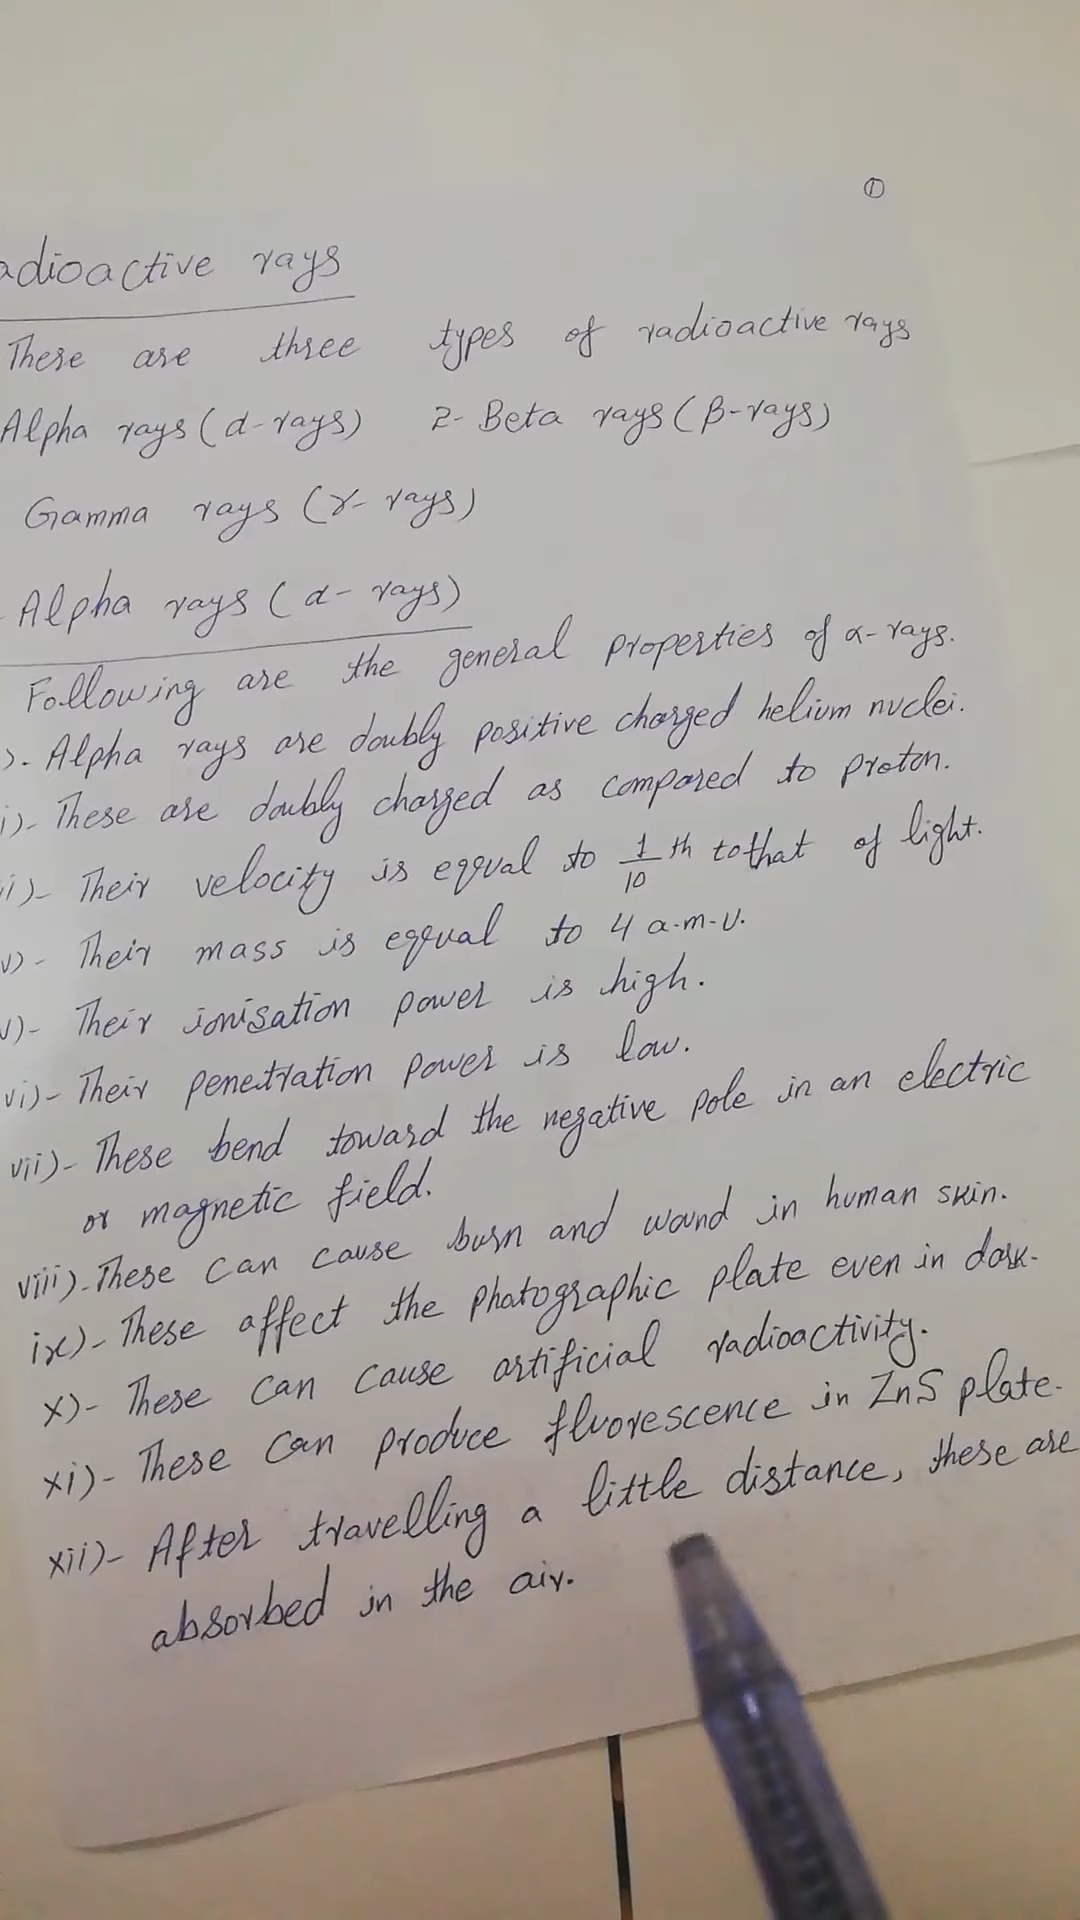 ①
adioactive rays
There are three types of radioactive rays
Alpha rays (α-rays) 2- Beta rays (β-rays)
Gamma rays (γ- rays)
Alpha rays (α- rays)
Following are the general properties of α-rays.
)- Alpha rays are doubly positive charged helium nuclei.
i)- These are doubly charged as compared to proton.
ii)- Their velocity is eqqual to 1/10 th to that of light.
v)- Their mass is eqqual to 4 a.m.u.
v)- Their ionisation power is high.
vi)- Their penetration power is low.
vii)- These bend toward the negative pole in an electric
or magnetic field.
viii)- These can cause burn and wound in human skin.
ix)- These affect the photographic plate even in dark.
x)- These can cause artificial radioactivity.
xi)- These can produce fluorescence in ZnS plate.
xii)- After travelling a little distance, these are
absorbed in the air.